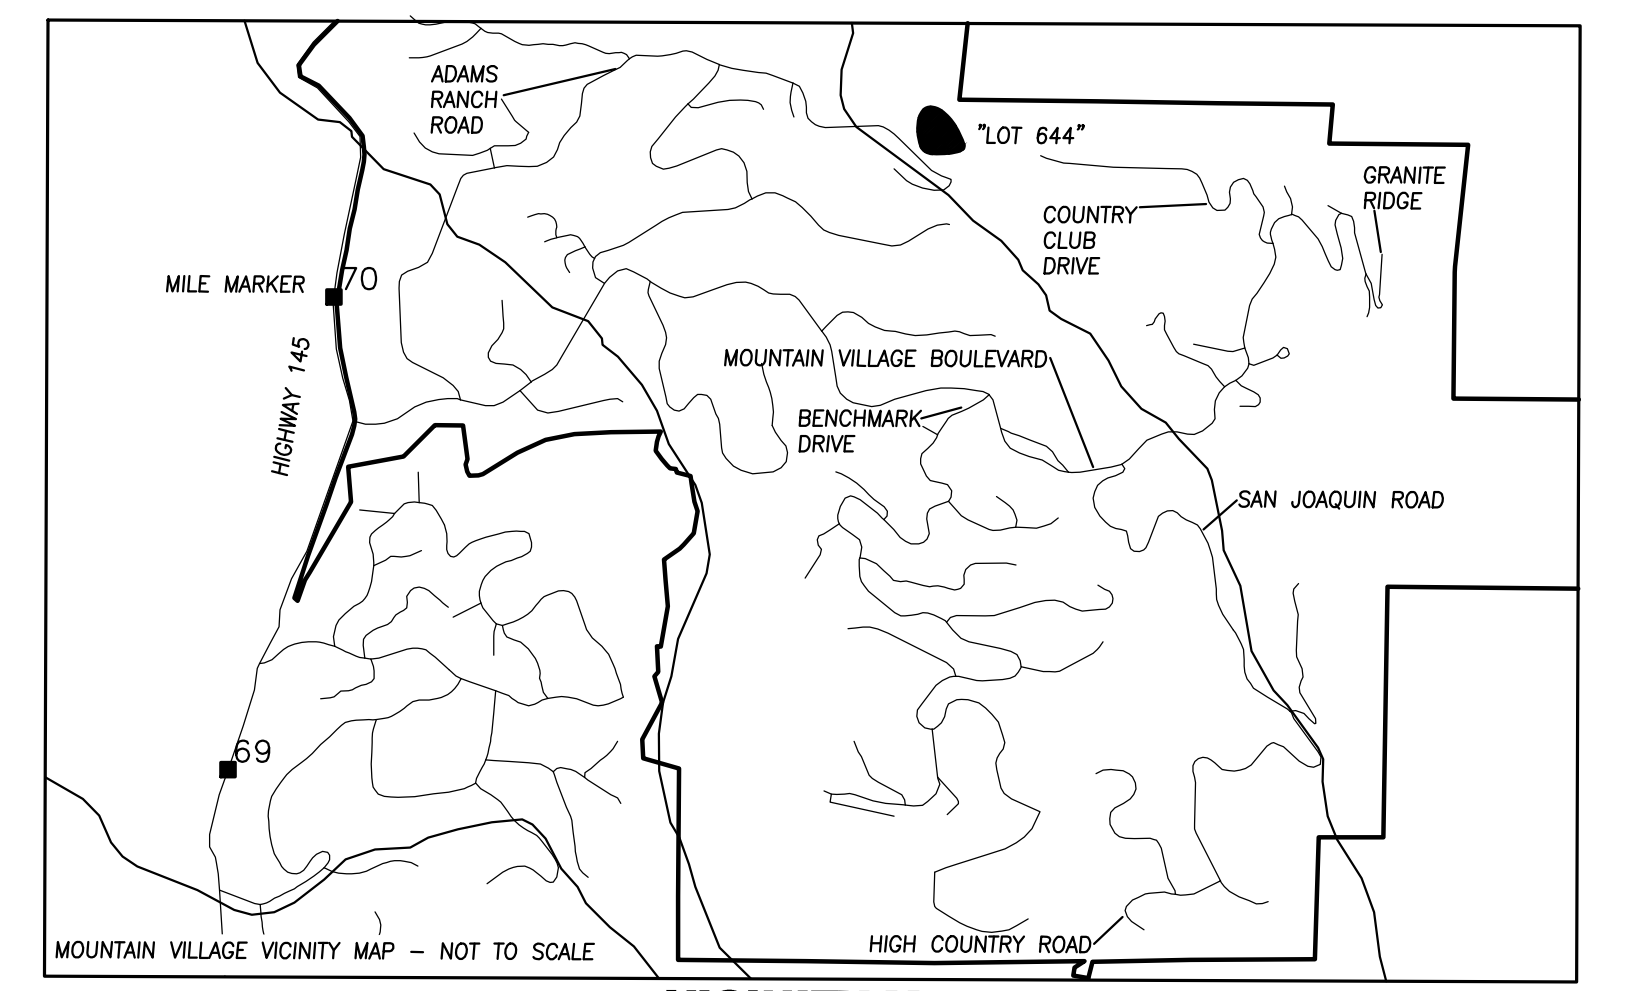 ADAMS
RANCH
ROAD
"LOT 644"
GRANITE
RIDGE
COUNTRY
CLUB
DRIVE
MILE MARKER
70
HIGHWAY 145
MOUNTAIN VILLAGE BOULEVARD
BENCHMARK
DRIVE
SAN JOAQUIN ROAD
69
HIGH COUNTRY ROAD
MOUNTAIN VILLAGE VICINITY MAP – NOT TO SCALE